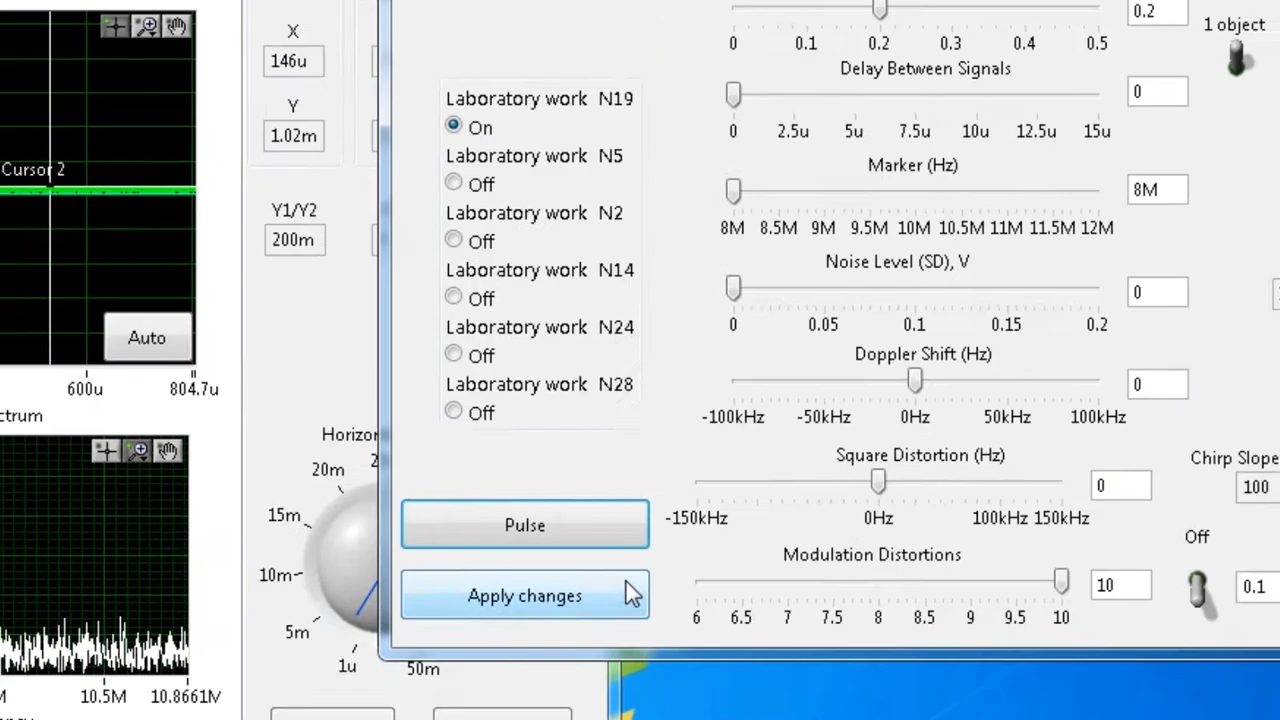 Cursor 2
Auto
600u
804.7u
ctrum
10.5M
10.8661M
X
146u
Y
1.02m
Y1/Y2
200m
Horizor
20m
2
15m
10m
5m
1u
50m
Laboratory work N19
On
Laboratory work N5
Off
Laboratory work N2
Off
Laboratory work N14
Off
Laboratory work N24
Off
Laboratory work N28
Off
Pulse
Apply changes
0.2
0 0.1 0.2 0.3 0.4 0.5
1 object
Delay Between Signals
0
0 2.5u 5u 7.5u 10u 12.5u 15u
Marker (Hz)
8M
8M 8.5M 9M 9.5M 10M 10.5M 11M 11.5M 12M
Noise Level (SD), V
0
0 0.05 0.1 0.15 0.2
Doppler Shift (Hz)
0
-100kHz -50kHz 0Hz 50kHz 100kHz
Square Distortion (Hz)
0
-150kHz 0Hz 100kHz 150kHz
Chirp Slope
100
Modulation Distortions
10
6 6.5 7 7.5 8 8.5 9 9.5 10
Off
0.1